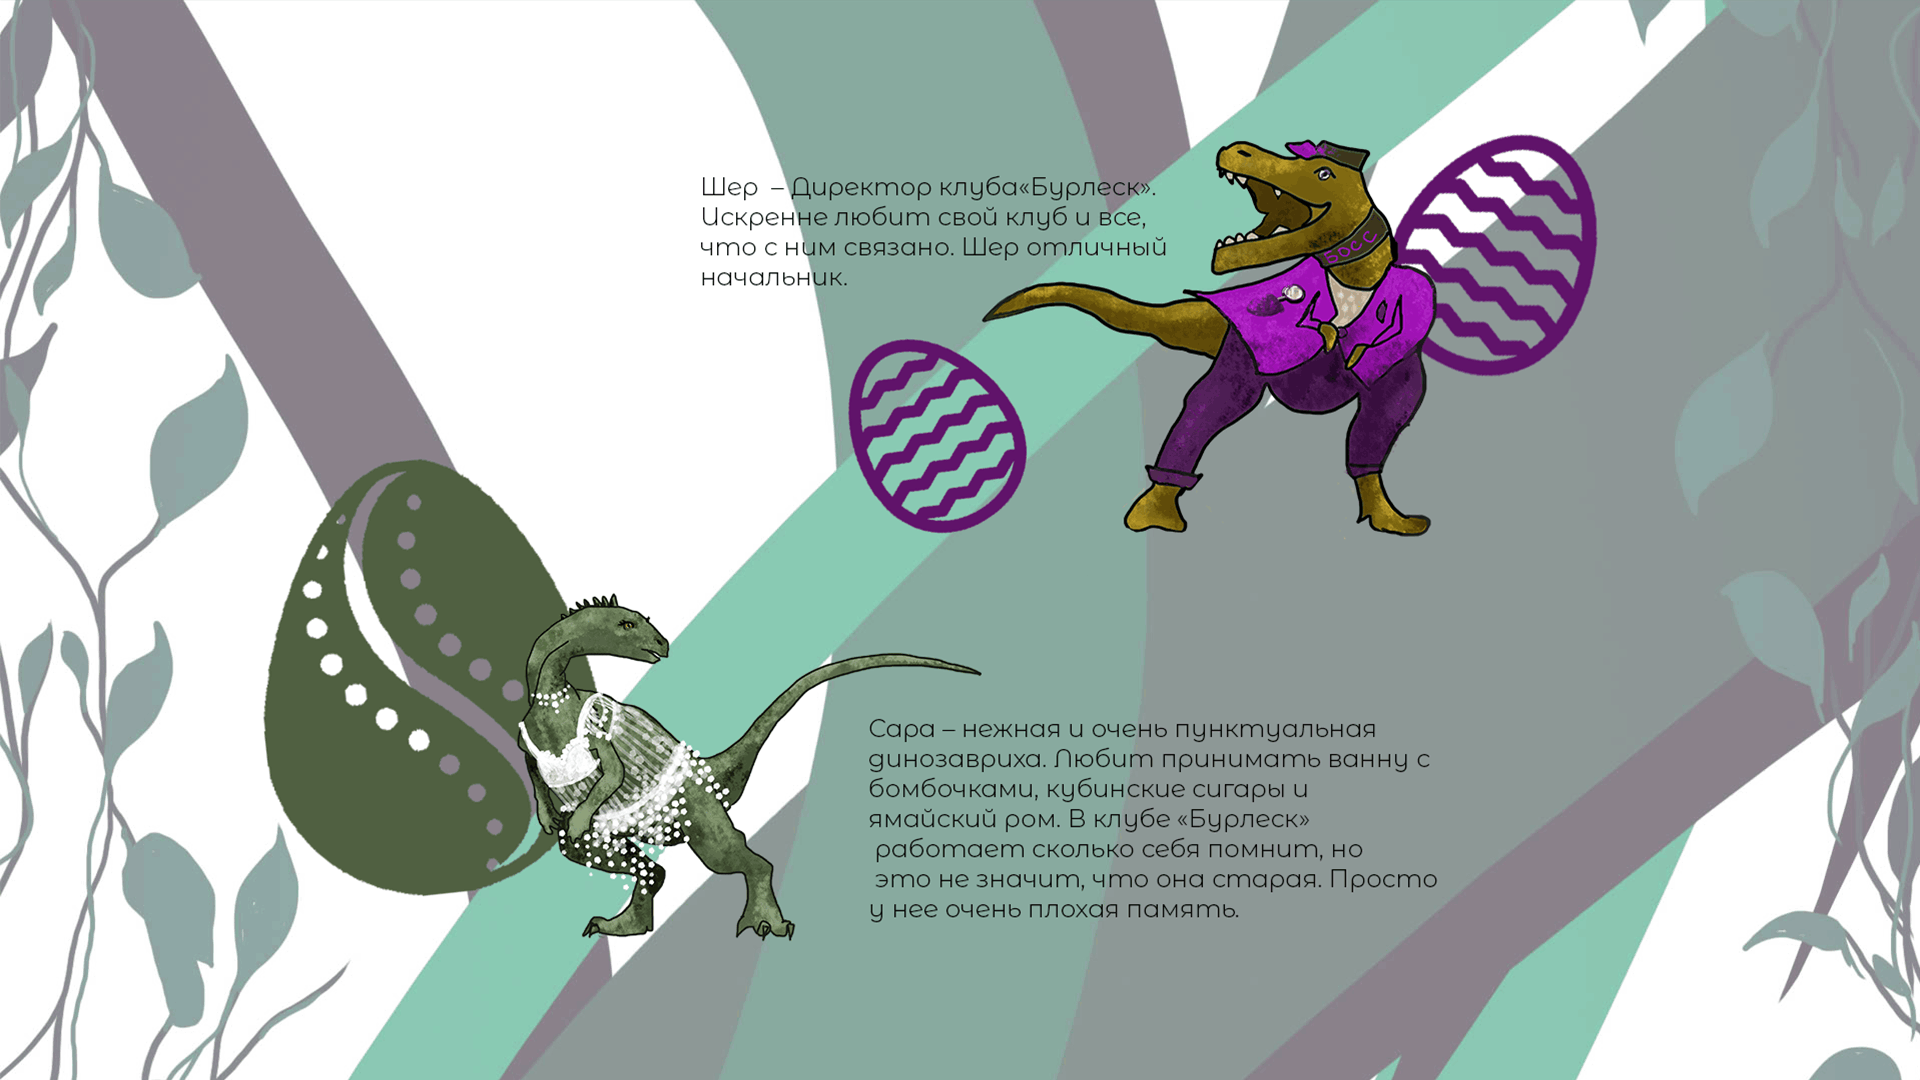 Шер – Директор клуба«Бурлеск».
Искренне любит свой клуб и все,
что с ним связано. Шер отличный
начальник.
БОСС
Сара – нежная и очень пунктуальная
динозавриха. Любит принимать ванну с
бомбочками, кубинские сигары и
ямайский ром. В клубе «Бурлеск»
работает сколько себя помнит, но
это не значит, что она старая. Просто
у нее очень плохая память.